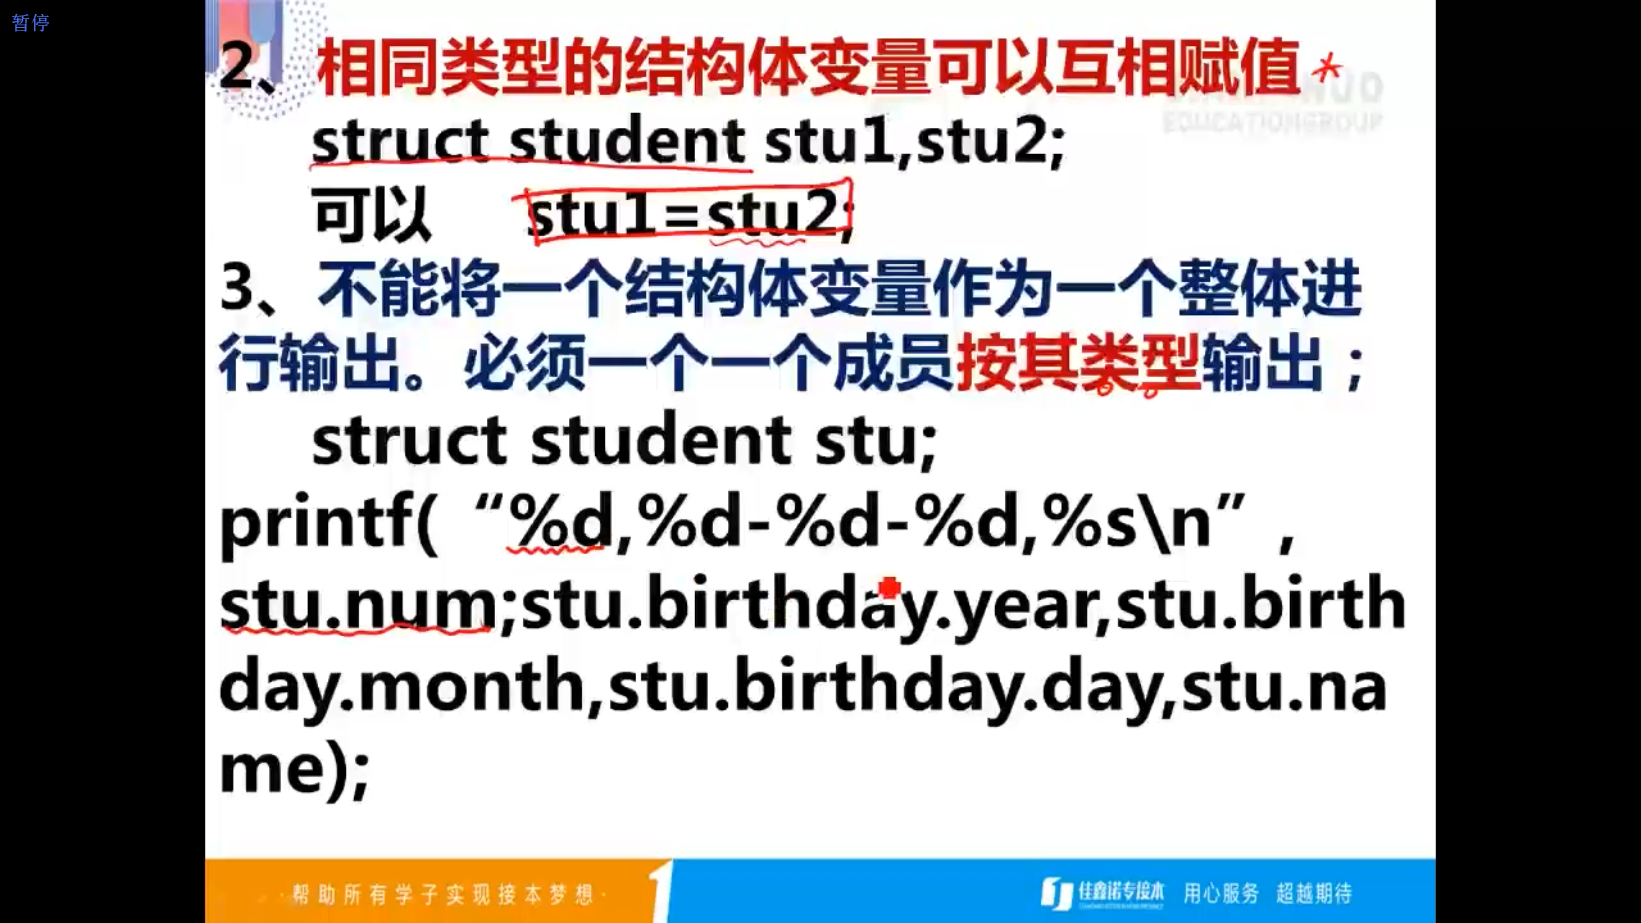 暂停
2、相同类型的结构体变量可以互相赋值*
EDUCATIONGROUP
struct student stu1,stu2;
可以 stu1=stu2;
3、不能将一个结构体变量作为一个整体进
行输出。必须一个一个成员按其类型输出；
struct student stu;
printf( “%d,%d-%d-%d,%s\n” ,
stu.num;stu.birthday.year,stu.birth
day.month,stu.birthday.day,stu.na
me);
·帮助所有学子实现接本梦想·
佳鑫诺专接本 用心服务 超越期待